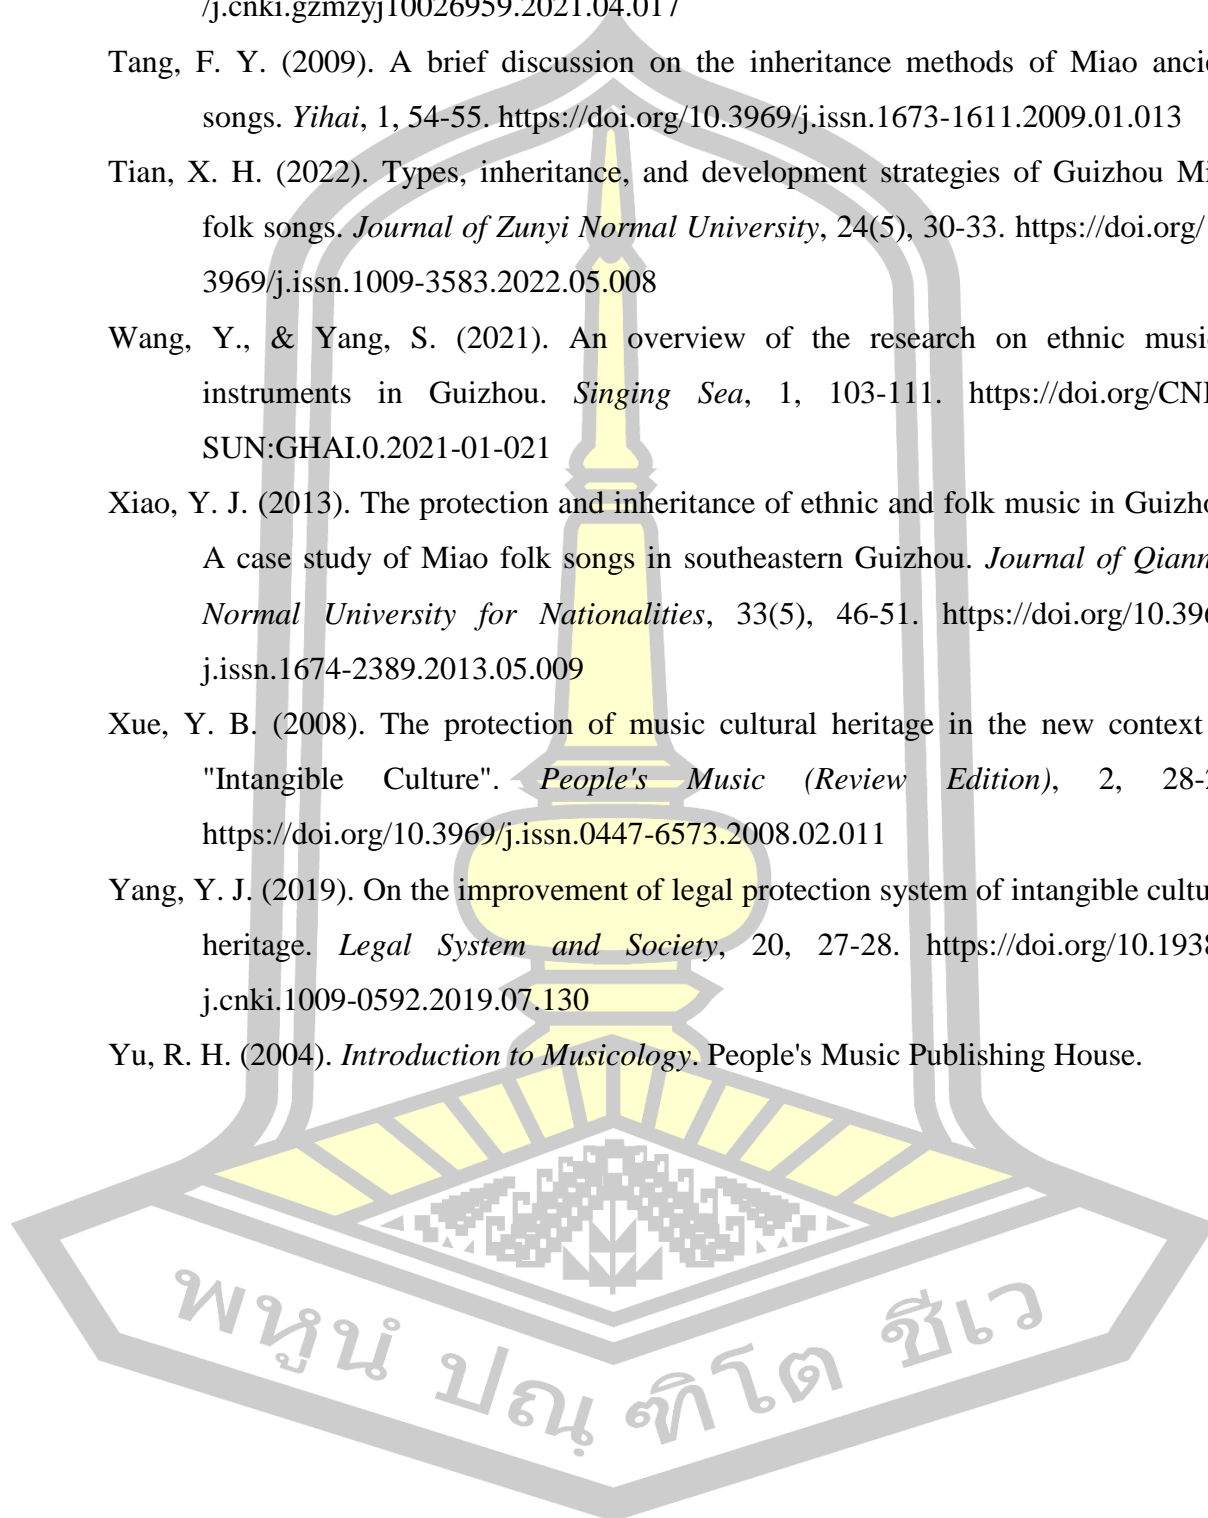 /j.cnki.gzmzyj10026959.2021.04.017
Tang, F. Y. (2009). A brief discussion on the inheritance methods of Miao
songs. Yihai, 1, 54-55. https://doi.org/10.3969/j.issn.1673-1611.2009.01.013
Tian, X. H. (2022). Types, inheritance, and development strategies of Guizhou
folk songs. Journal of Zunyi Normal University, 24(5), 30-33. https://doi.org/
3969/j.issn.1009-3583.2022.05.008
Wang, Y., & Yang, S. (2021). An overview of the research on ethnic
instruments in Guizhou. Singing Sea, 1, 103-111. https://doi.org/CN
SUN:GHAI.0.2021-01-021
Xiao, Y. J. (2013). The protection and inheritance of ethnic and folk music in
A case study of Miao folk songs in southeastern Guizhou. Journal of
Normal University for Nationalities, 33(5), 46-51. https://doi.org/10.396
j.issn.1674-2389.2013.05.009
Xue, Y. B. (2008). The protection of music cultural heritage in the new context
"Intangible Culture". People's Music (Review Edition), 2, 28-
https://doi.org/10.3969/j.issn.0447-6573.2008.02.011
Yang, Y. J. (2019). On the improvement of legal protection system of intangible
heritage. Legal System and Society, 20, 27-28. https://doi.org/10.1938
j.cnki.1009-0592.2019.07.130
Yu, R. H. (2004). Introduction to Musicology. People's Music Publishing House.
พหูนํ ปณฺฑิโต ชีเว